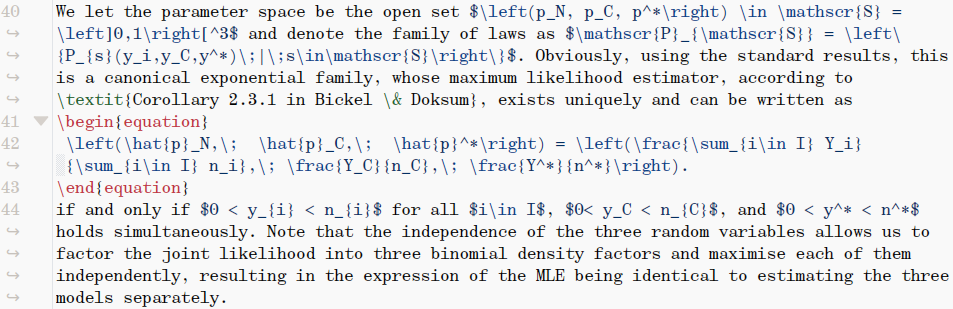 40 We let the parameter space be the open set $\left(p_N, p_C, p^*\right) \in \mathscr{S} =
↪ \left]0,1\right[^3$ and denote the family of laws as $\mathscr{P}_{\mathscr{S}} = \left\
↪ {P_{s}(y_i,y_C,y^*)\;|\;s\in\mathscr{S}\right\}$. Obviously, using the standard results, this
↪ is a canonical exponential family, whose maximum likelihood estimator, according to
↪ \textit{Corollary 2.3.1 in Bickel \& Doksum}, exists uniquely and can be written as
41 \begin{equation}
42 \left(\hat{p}_N,\; \hat{p}_C,\; \hat{p}^*\right) = \left(\frac{\sum_{i\in I} Y_i}
↪ {\sum_{i\in I} n_i},\; \frac{Y_C}{n_C},\; \frac{Y^*}{n^*}\right).
43 \end{equation}
44 if and only if $0 < y_{i} < n_{i}$ for all $i\in I$, $0< y_C < n_{C}$, and $0 < y^* < n^*$
↪ holds simultaneously. Note that the independence of the three random variables allows us to
↪ factor the joint likelihood into three binomial density factors and maximise each of them
↪ independently, resulting in the expression of the MLE being identical to estimating the three
↪ models separately.